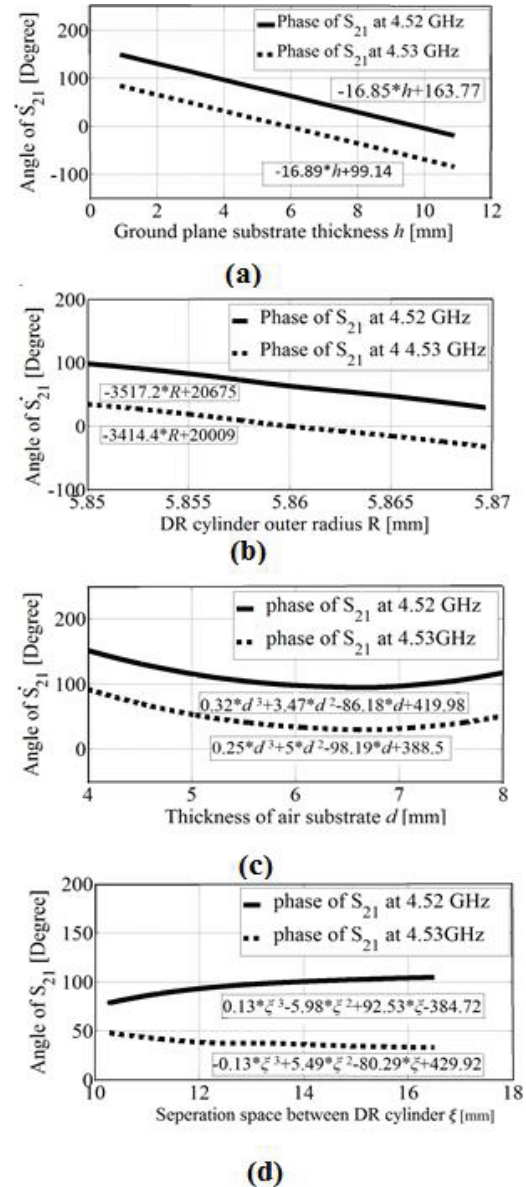 200
100
0
-100
Angle of S21 [Degree]
Phase of S21 at 4.52 GHz
Phase of S21 at 4.53 GHz
-16.85*h+163.77
-16.89*h+99.14
0 2 4 6 8 10 12
Ground plane substrate thickness h [mm]
(a)
200
100
0
-100
Angle of S21 [Degree]
Phase of S21 at 4.52 GHz
Phase of S21 at 4 4.53 GHz
-3517.2*R+20675
-3414.4*R+20009
5.85 5.855 5.86 5.865 5.87
DR cylinder outer radius R [mm]
(b)
200
100
0
Angle of S21 [Degree]
phase of S21 at 4.52 GHz
phase of S21 at 4.53GHz
0.32*d³+3.47*d²-86.18*d+419.98
0.25*d³+5*d²-98.19*d+388.5
4 5 6 7 8
Thickness of air substrate d [mm]
(c)
200
150
100
50
0
Angle of S21 [Degree]
phase of S21 at 4.52 GHz
phase of S21 at 4.53GHz
0.13*ξ³-5.98*ξ²+92.53*ξ-384.72
-0.13*ξ³+5.49*ξ²-80.29*ξ+429.92
10 12 14 16 18
Seperation space between DR cylinder ξ [mm]
(d)